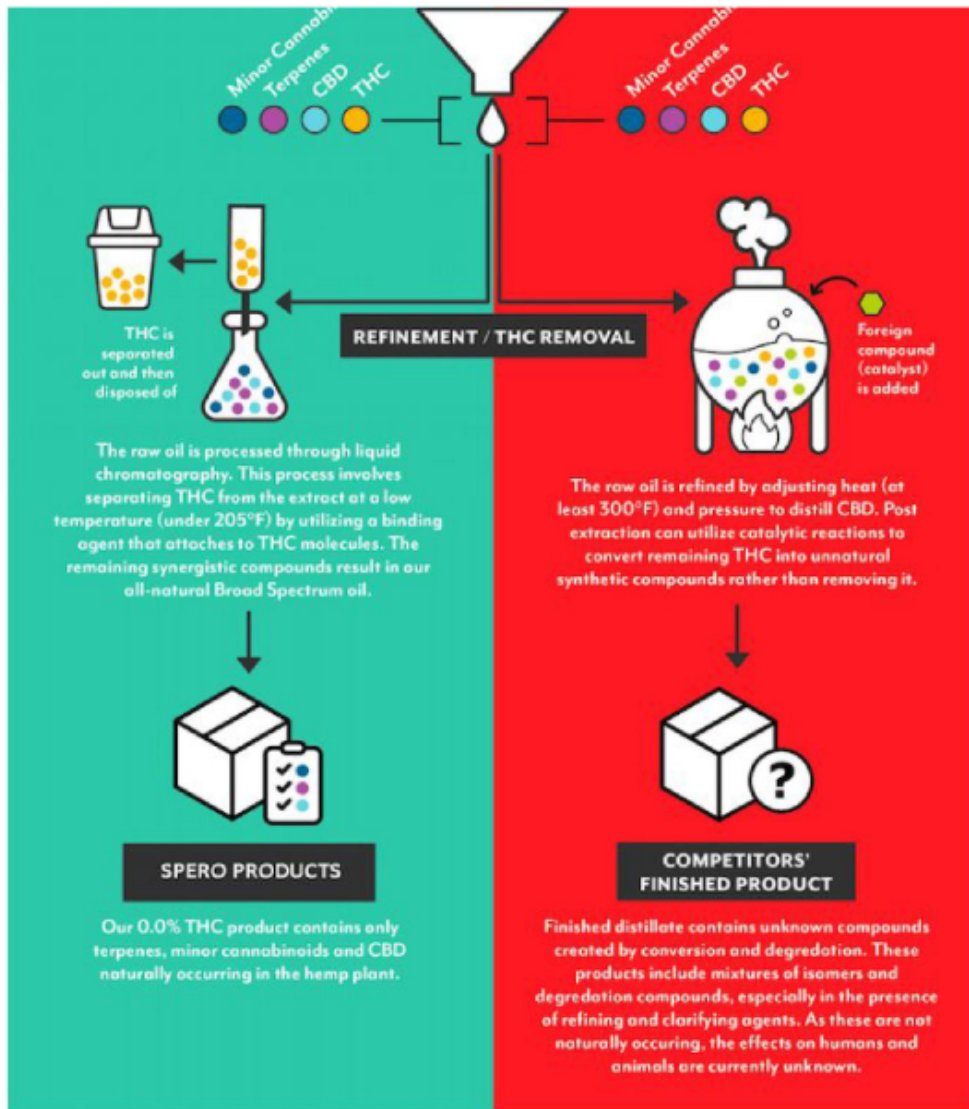 Minor Cannabi
Terpenes
CBD
THC
Minor Cannabi
Terpenes
CBD
THC
REFINEMENT / THC REMOVAL
THC is
separated
out and then
disposed of
Foreign
compound
(catalyst)
is added
The raw oil is processed through liquid
chromatography. This process involves
separating THC from the extract at a low
temperature (under 205°F) by utilizing a
binding
agent that attaches to THC molecules. The
remaining synergistic compounds result in our
all-natural Broad Spectrum oil.
The raw oil is refined by adjusting heat (at
least 300°F) and pressure to distill CBD. Post
extraction can utilize catalytic reactions to
convert remaining THC into unnatural
synthetic compounds rather than removing it.
SPERO PRODUCTS
Our 0.0% THC product contains only
terpenes, minor cannabinoids and CBD
naturally occurring in the hemp plant.
?
COMPETITORS'
FINISHED PRODUCT
Finished distillate contains unknown compounds
created by conversion and degredation. These
products include mixtures of isomers and
degredation compounds, especially in the presence
of refining and clarifying agents. As these are not
naturally occuring, the effects on humans and
animals are currently unknown.